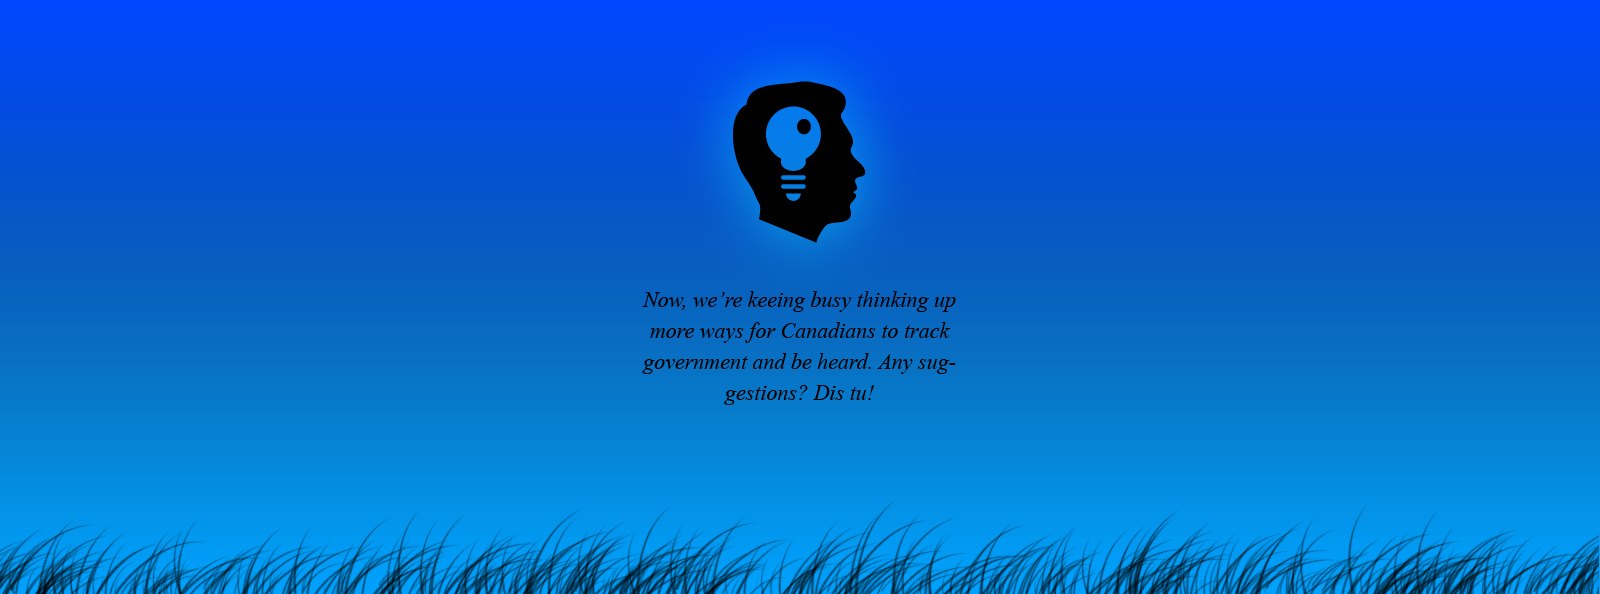 Now, we’re keeing busy thinking up
more ways for Canadians to track
government and be heard. Any sug-
gestions? Dis tu!